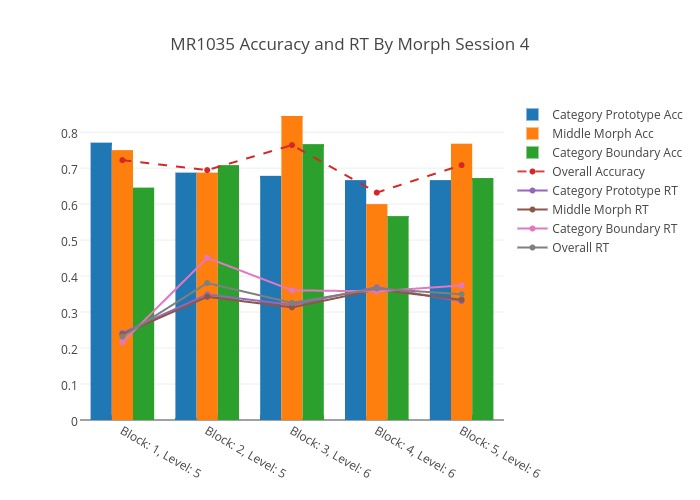 MR1035 Accuracy and RT By Morph Session 4
0.8
0.7
0.6
0.5
0.4
0.3
0.2
0.1
0
Block: 1, Level: 5
Block: 2, Level: 5
Block: 3, Level: 6
Block: 4, Level: 6
Block: 5, Level: 6
Category Prototype Acc
Middle Morph Acc
Category Boundary Acc
Overall Accuracy
Category Prototype RT
Middle Morph RT
Category Boundary RT
Overall RT